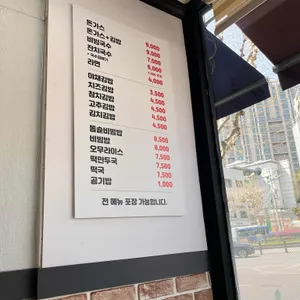 돈가스
돈가스+김밥 8,000
비빔국수 9,000
잔치국수 7,000
6,000
라면 4,000
야채김밥 3,500
치즈김밥 4,500
참치김밥 4,500
고추김밥 4,500
김치김밥 4,500
돌솥비빔밥 8,500
비빔밥 8,000
오무라이스 7,500
떡만두국 7,500
떡국 7,500
공기밥 1,000
전 메뉴 포장 가능합니다.